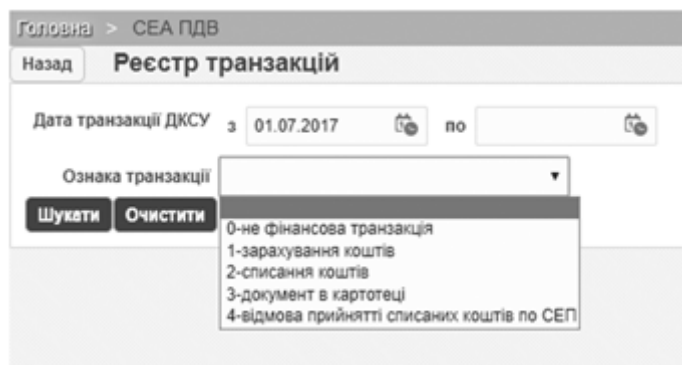 Головна > СЕА ПДВ
Назад Реєстр транзакцій
Дата транзакції ДКСУ з 01.07.2017 по
Ознака транзакції
Шукати Очистити
0-не фінансова транзакція
1-зарахування коштів
2-списання коштів
3-документ в картотеці
4-відмова прийнятті списаних коштів по СЕП